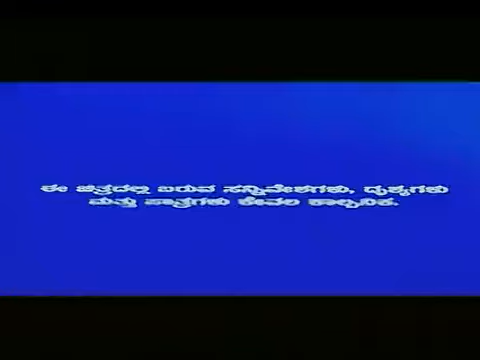 ಈ ಚಿತ್ರದಲ್ಲಿ ಬರುವ ಸನ್ನಿವೇಶಗಳು, ದೃಶ್ಯಗಳು
ಮತ್ತು ಪಾತ್ರಗಳು ಕೇವಲ ಕಾಲ್ಪನಿಕ.